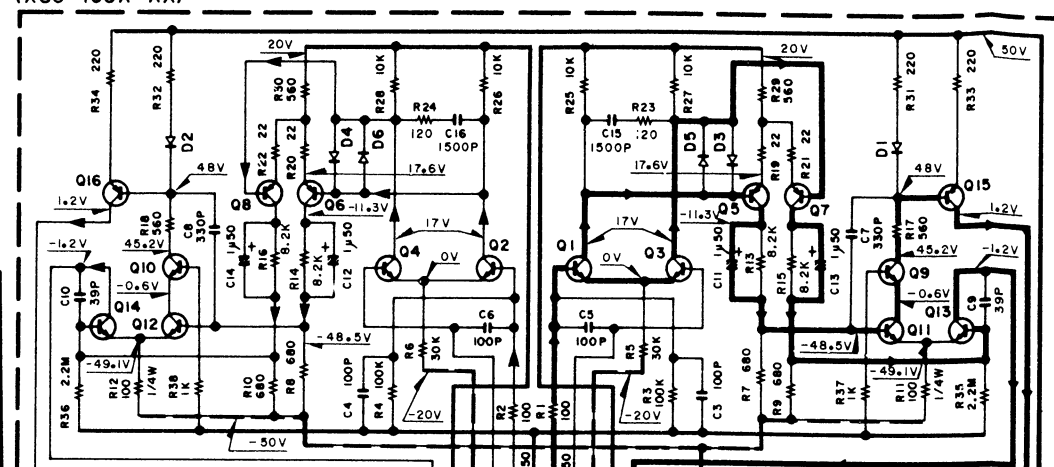 20V
20V
50V
R34 220
R32 220
R30 560
R28 10K
R26 10K
R25 10K
R27 10K
R29 560
R31 220
R33 220
R24 120
C16 1500P
D4
D6
C15 1500P
R23 120
D5
D3
D2
R22 22
R20 22
R19 22
R21 22
D1
17.6V
17.6V
48V
48V
Q16
Q8
Q6
Q5
Q7
Q15
1.2V
-11.3V
-11.3V
1.2V
R18 560
C8 330P
17V
17V
C7 330P
R17 560
-1.2V
45.2V
C14 1µ50
R16 8.2K
R14 8.2K
C12 1µ50
Q4
Q2
Q1
Q3
C11 1µ50
R13 8.2K
R15 8.2K
C13 1µ50
45.2V
-1.2V
Q10
0V
0V
Q9
C10 39P
-0.6V
-0.6V
C9 39P
Q14
Q12
C6 100P
C5 100P
Q11
Q13
-48.5V
-48.5V
-49.1V
-49.1V
R6 30K
R5 30K
R36 2.2M
R12 100 1/4W
R38 1K
R10 680
R8 680
C4 100P
R4 100K
R2 100
R1 100
R3 100K
C3 100P
R7 680
R9 680
R37 1K
R11 100 1/4W
R35 2.2M
-20V
-20V
-50V